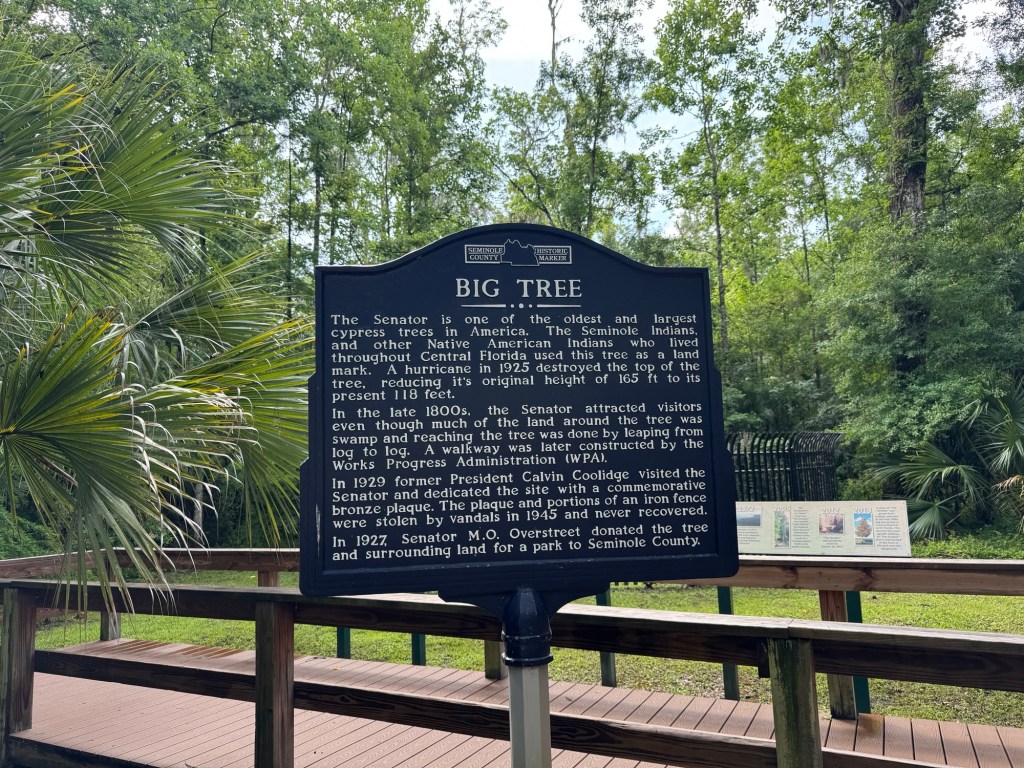 SEMINOLE COUNTY HISTORIC MARKER
BIG TREE
The Senator is one of the oldest and largest
cypress trees in America. The Seminole Indians,
and other Native American Indians who lived
throughout Central Florida used this tree as a land
mark. A hurricane in 1925 destroyed the top of the
tree, reducing it's original height of 165 ft to its
present 118 feet.
In the late 1800s, the Senator attracted visitors
even though much of the land around the tree was
swamp and reaching the tree was done by leaping from
log to log. A walkway was later constructed by the
Works Progress Administration (WPA).
In 1929 former President Calvin Coolidge visited the
Senator and dedicated the site with a commemorative
bronze plaque. The plaque and portions of an iron fence
were stolen by vandals in 1945 and never recovered.
In 1927, Senator M.O. Overstreet donated the tree
and surrounding land for a park to Seminole County.
2012